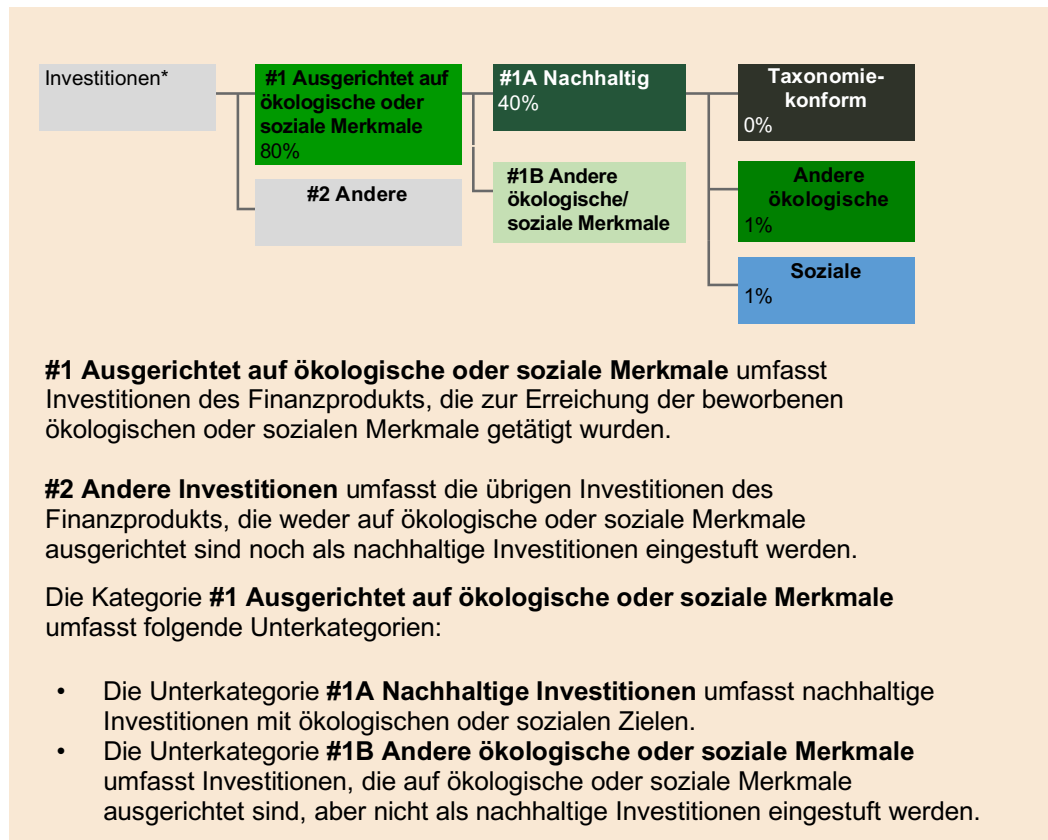 Investitionen*
#1 Ausgerichtet auf
ökologische oder
soziale Merkmale
80%
#2 Andere
#1A Nachhaltig
40%
#1B Andere
ökologische/
soziale Merkmale
Taxonomie-
konform
0%
Andere
ökologische
1%
Soziale
1%
#1 Ausgerichtet auf ökologische oder soziale Merkmale umfasst
Investitionen des Finanzprodukts, die zur Erreichung der beworbenen
ökologischen oder sozialen Merkmale getätigt wurden.
#2 Andere Investitionen umfasst die übrigen Investitionen des
Finanzprodukts, die weder auf ökologische oder soziale Merkmale
ausgerichtet sind noch als nachhaltige Investitionen eingestuft werden.
Die Kategorie #1 Ausgerichtet auf ökologische oder soziale Merkmale
umfasst folgende Unterkategorien:
• Die Unterkategorie #1A Nachhaltige Investitionen umfasst nachhaltige
Investitionen mit ökologischen oder sozialen Zielen.
• Die Unterkategorie #1B Andere ökologische oder soziale Merkmale
umfasst Investitionen, die auf ökologische oder soziale Merkmale
ausgerichtet sind, aber nicht als nachhaltige Investitionen eingestuft werden.